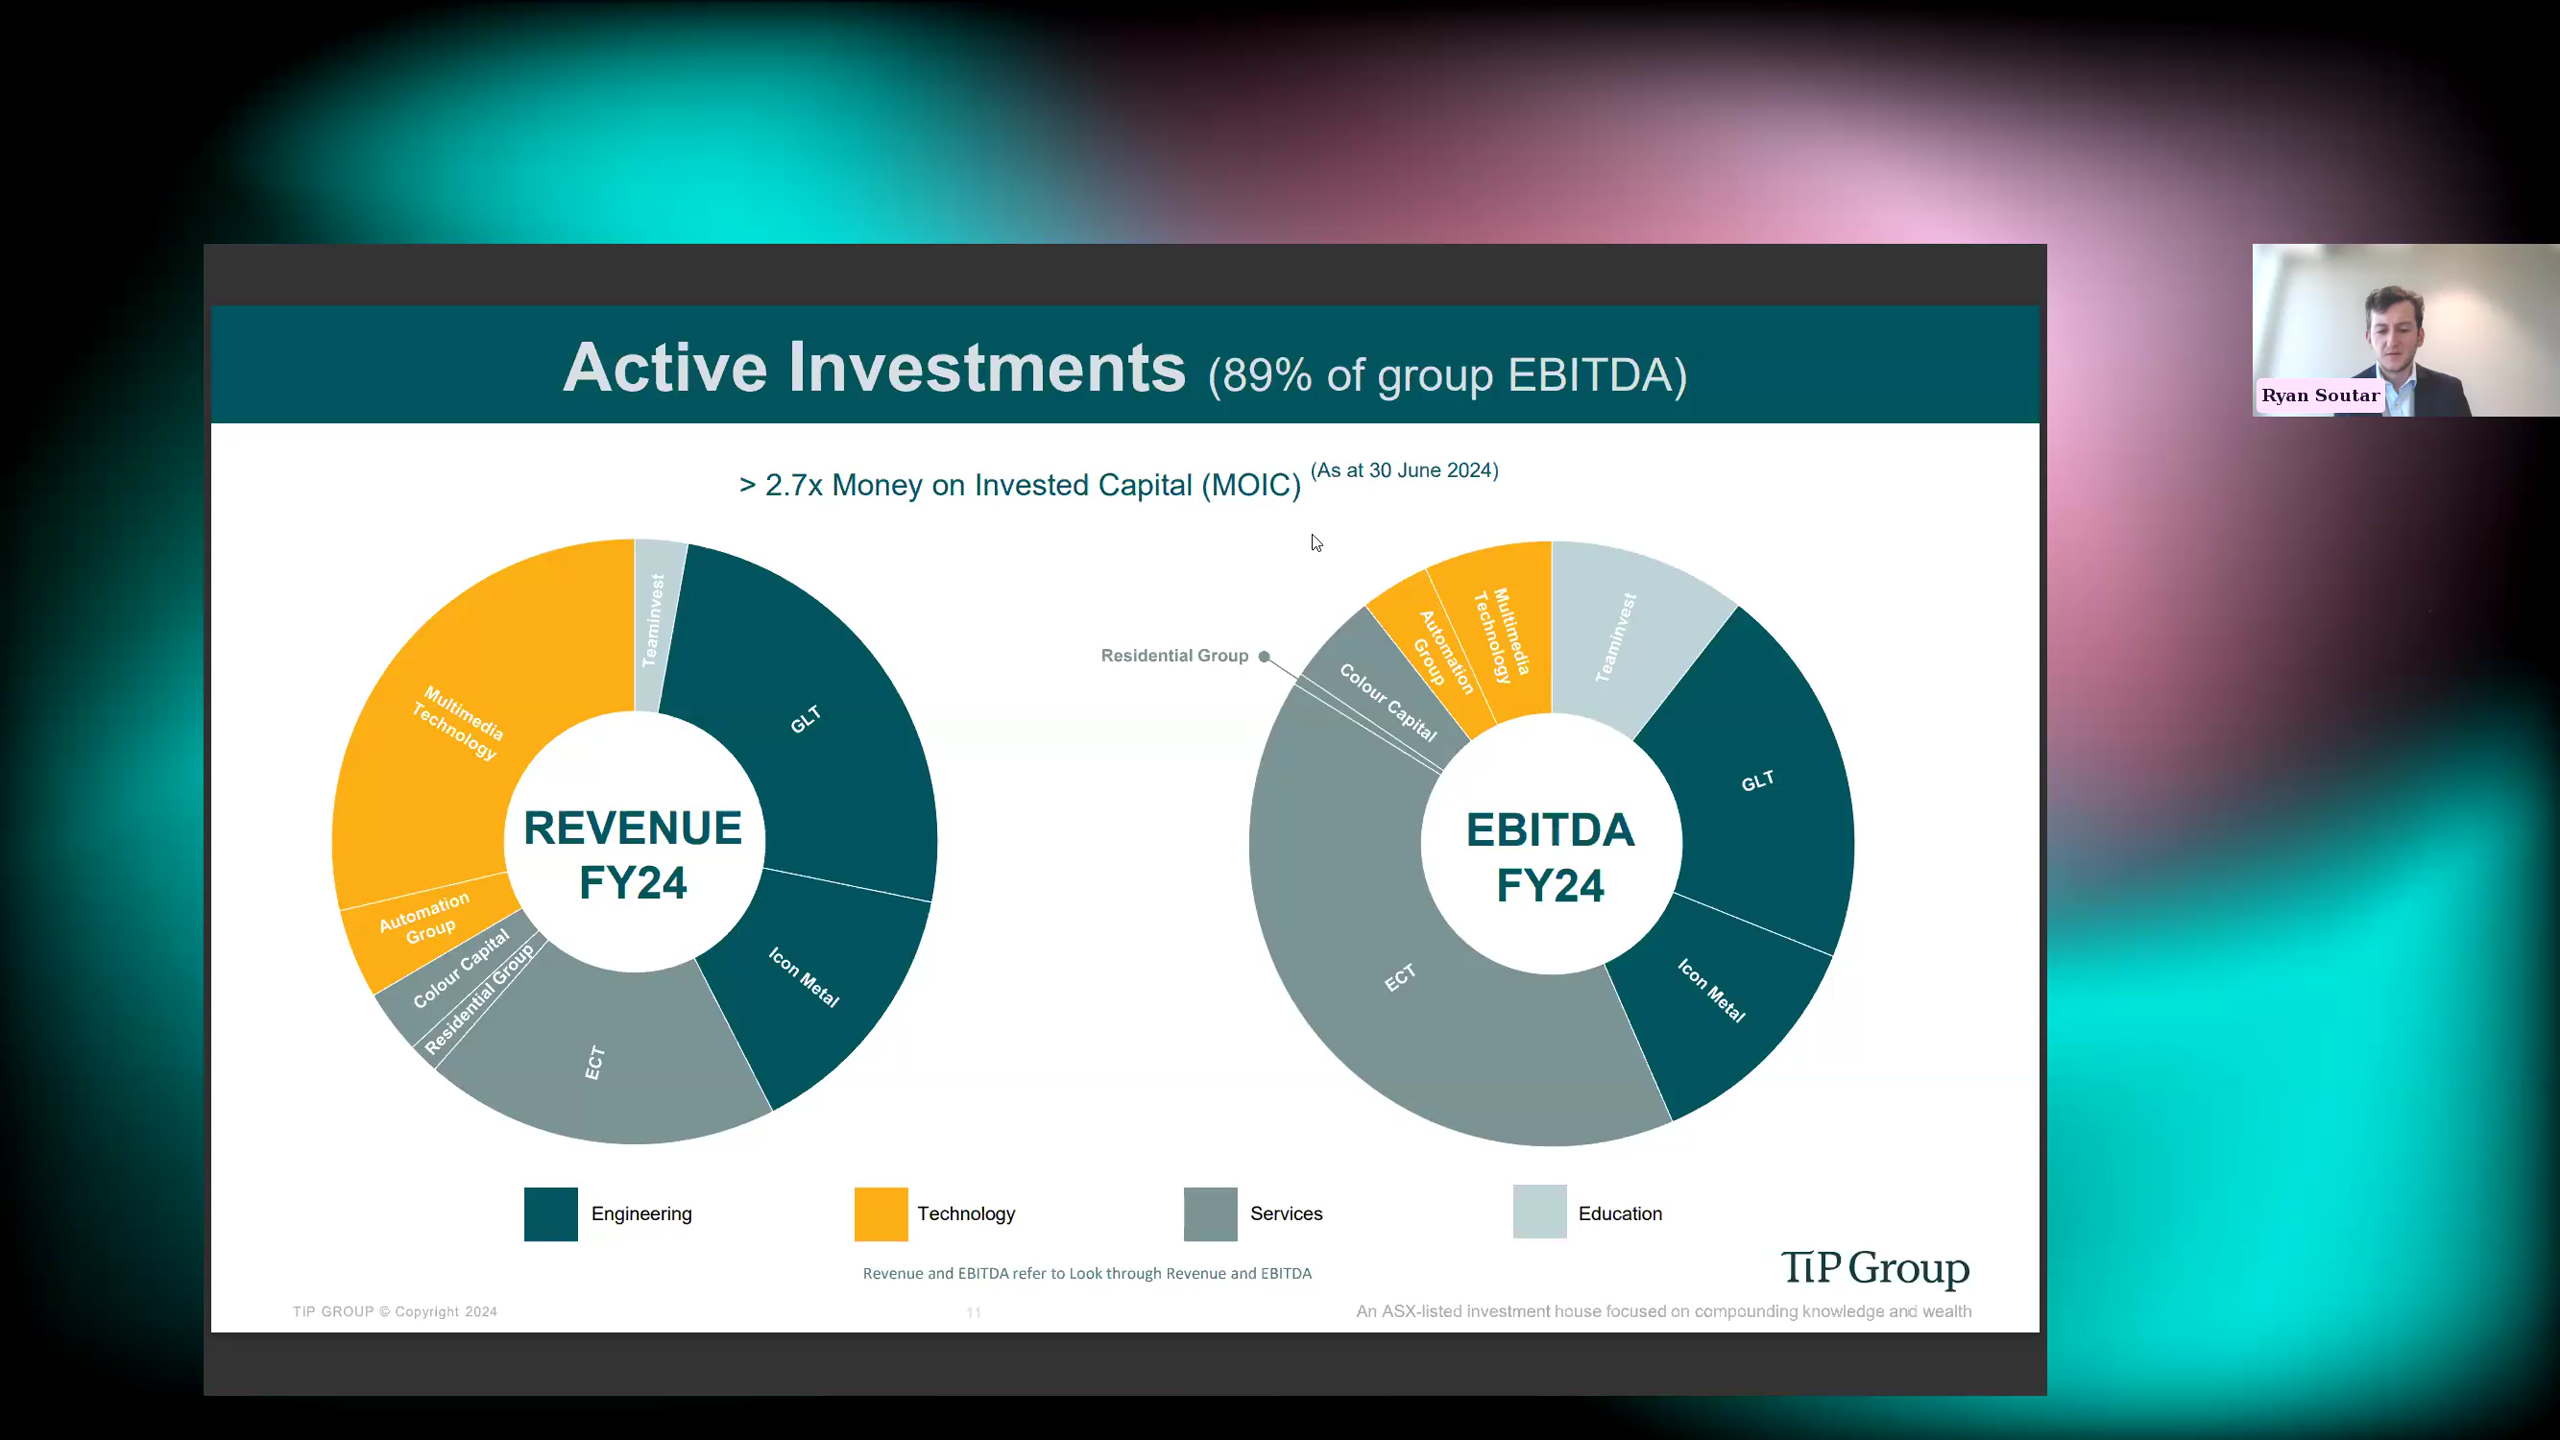 Active Investments (89% of group EBITDA)
> 2.7x Money on Invested Capital (MOIC) (As at 30 June 2024)
Ryan Soutar
Teaminvest
GLT
Icon Metal
ECT
Residential Group
Colour Capital
Automation
Group
Multimedia
Technology
REVENUE
FY24
Residential Group
Colour Capital
Automation
Group
Multimedia
Technology
Teaminvest
GLT
Icon Metal
ECT
EBITDA
FY24
Engineering
Technology
Services
Education
Revenue and EBITDA refer to Look through Revenue and EBITDA
TiP Group
TIP GROUP © Copyright 2024
11
An ASX-listed investment house focused on compounding knowledge and wealth